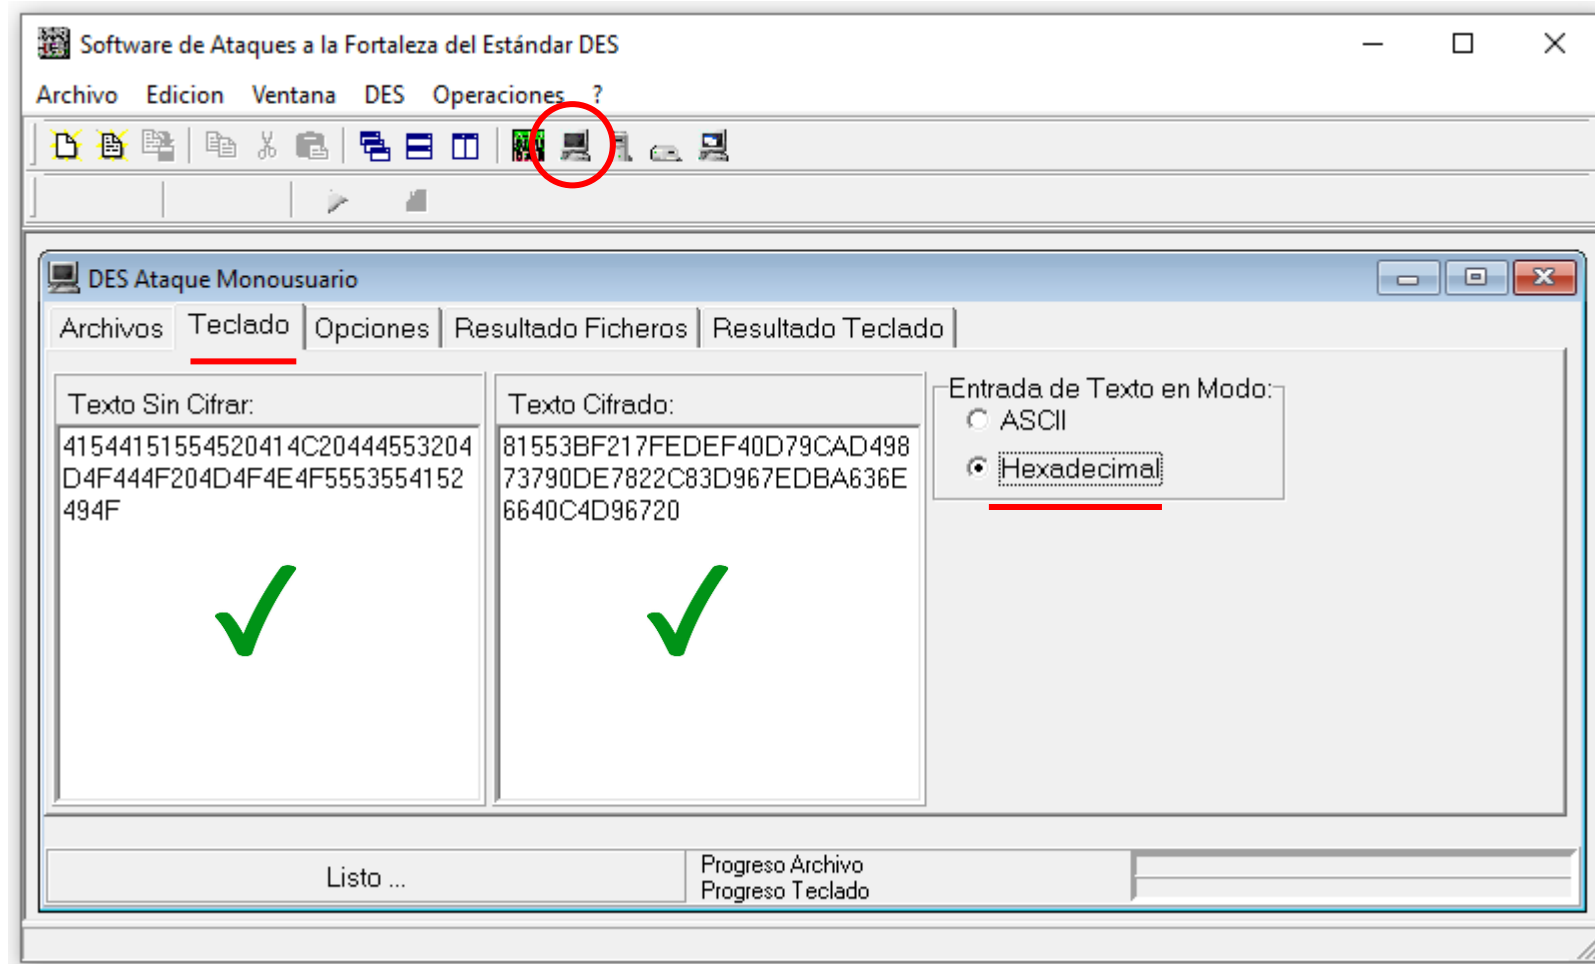 Software de Ataques a la Fortaleza del Estándar DES
Archivo Edicion Ventana DES Operaciones ?
DES Ataque Monousuario
Archivos Teclado Opciones Resultado Ficheros Resultado Teclado
Texto Sin Cifrar:
41544151554520414C20444553204
D4F444F204D4F4E4F5553554152
494F
Texto Cifrado:
81553BF217FEDEF40D79CAD498
73790DE7822C83D967EDBA636E
6640C4D96720
Entrada de Texto en Modo:
ASCII
Hexadecimal
Listo ...
Progreso Archivo
Progreso Teclado